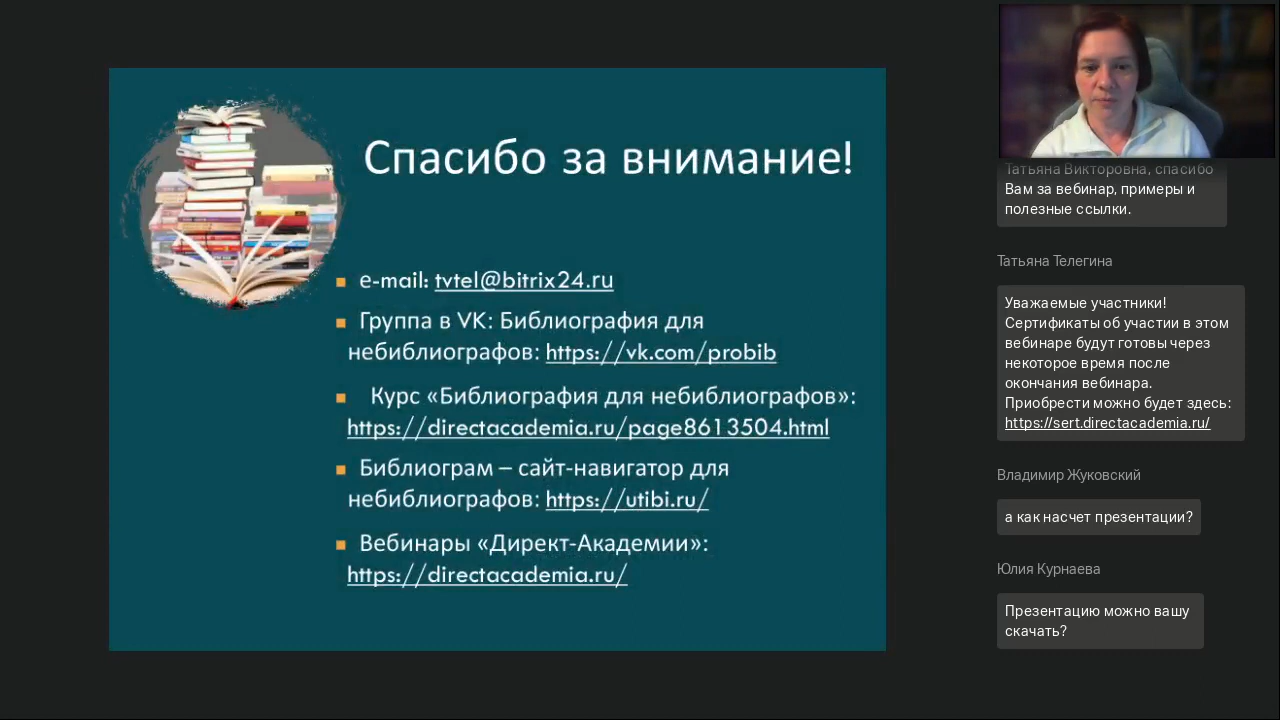 Спасибо за внимание!
e-mail: tvtel@bitrix24.ru
Группа в VK: Библиография для
небиблиографов: https://vk.com/probib
Курс «Библиография для небиблиографов»:
https://directacademia.ru/page8613504.html
Библиограм – сайт-навигатор для
небиблиографов: https://utibi.ru/
Вебинары «Директ-Академии»:
https://directacademia.ru/
Татьяна Викторовна, спасибо
Вам за вебинар, примеры и
полезные ссылки.
Татьяна Телегина
Уважаемые участники!
Сертификаты об участии в этом
вебинаре будут готовы через
некоторое время после
окончания вебинара.
Приобрести можно будет здесь:
https://sert.directacademia.ru/
Владимир Жуковский
а как насчет презентации?
Юлия Курнаева
Презентацию можно вашу
скачать?